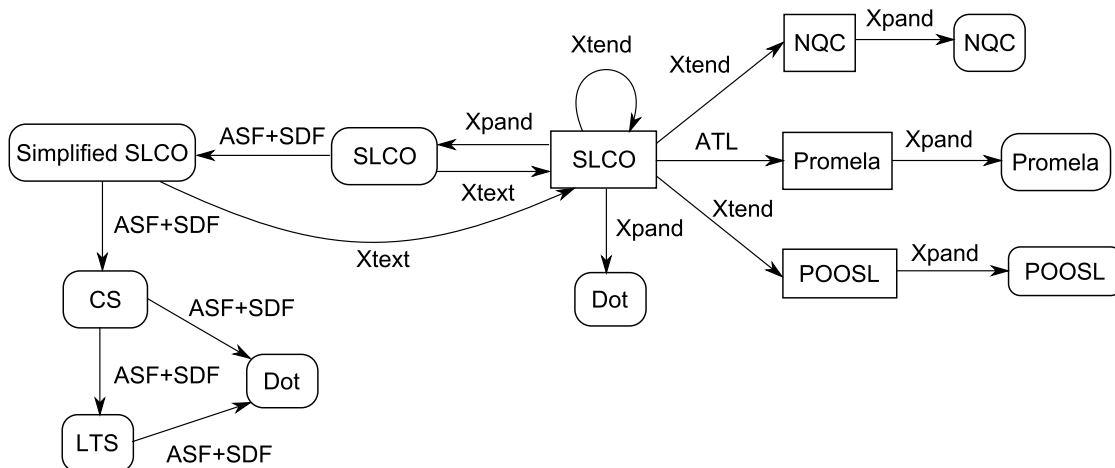 Xpand
NQC
NQC
Xtend
Xtend
ASF+SDF
Xpand
ATL
Xpand
Simplified SLCO
SLCO
SLCO
Promela
Promela
Xtext
Xtend
ASF+SDF
Xpand
Xpand
Xtext
POOSL
POOSL
CS
ASF+SDF
Dot
ASF+SDF
Dot
LTS
ASF+SDF